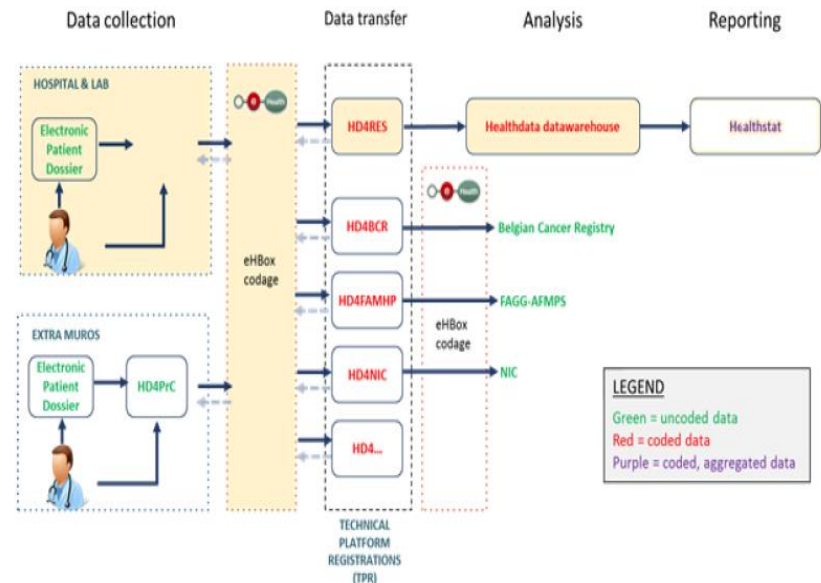 Data collection
Data transfer
Analysis
Reporting
HOSPITAL & LAB
Electronic
Patient
Dossier
EXTRA MUROS
Electronic
Patient
Dossier
HD4PrC
e Health
eHBox
codage
HD4RES
HD4BCR
HD4FAMHP
HD4NIC
HD4...
TECHNICAL
PLATFORM
REGISTRATIONS
(TPR)
e Health
eHBox
codage
Healthdata datawarehouse
Healthstat
Belgian Cancer Registry
FAGG-AFMPS
NIC
LEGEND
Green = uncoded data
Red = coded data
Purple = coded, aggregated data